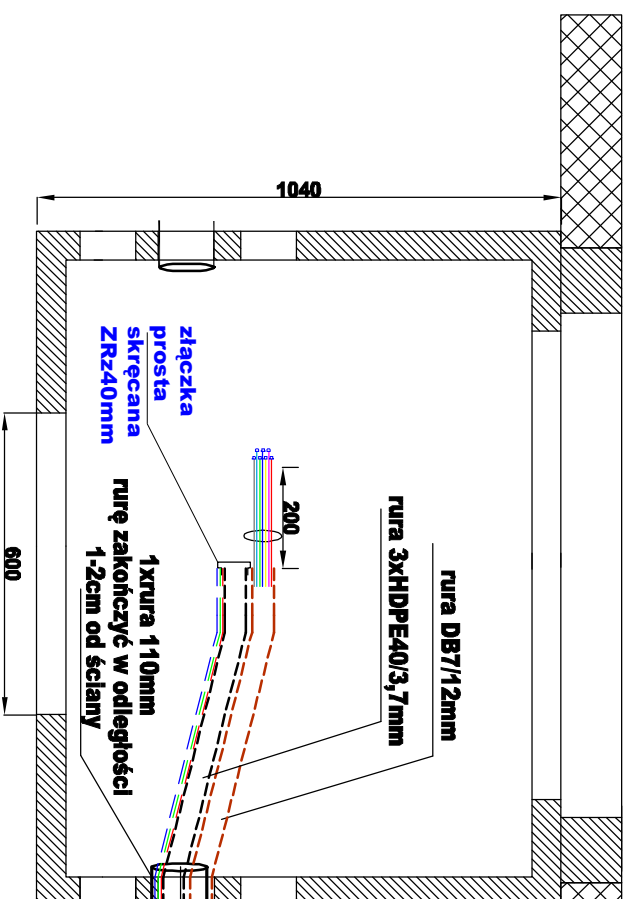 1040
złączka
prosta
skręcana
ZRz40mm
200
rura DB7/12mm
rura 3xHDPE40/3,7mm
1xrura 110mm
rurę zakończyć w odległości
1-2cm od ściany
600